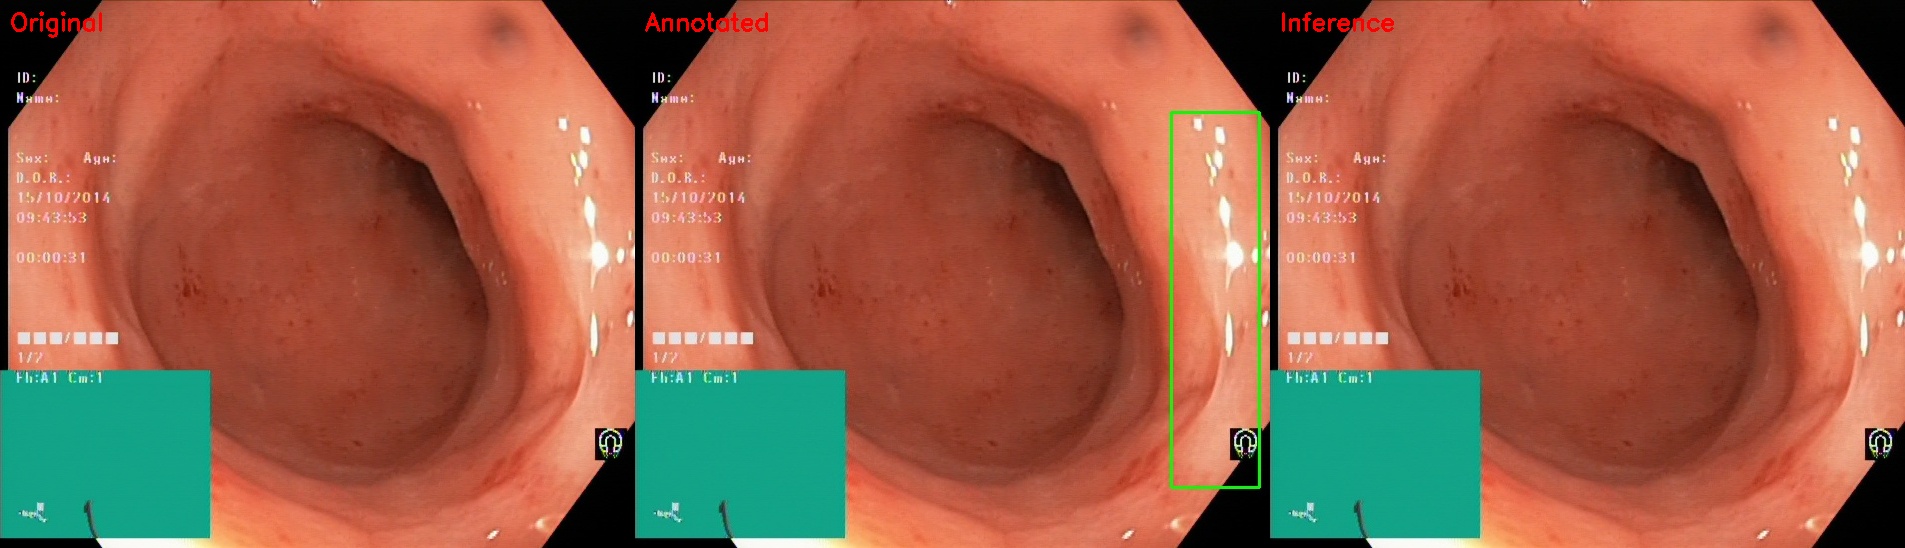 Original
ID:
Name:
Sex: Age:
D.O.B.:
15/10/2014
09:43:53
00:00:31
■■■/■■■
1/2
Eh:A1 Cm:1
Annotated
ID:
Name:
Sex: Age:
D.O.B.:
15/10/2014
09:43:53
00:00:31
■■■/■■■
1/2
Eh:A1 Cm:1
Inference
ID:
Name:
Sex: Age:
D.O.B.:
15/10/2014
09:43:53
00:00:31
■■■/■■■
1/2
Eh:A1 Cm:1